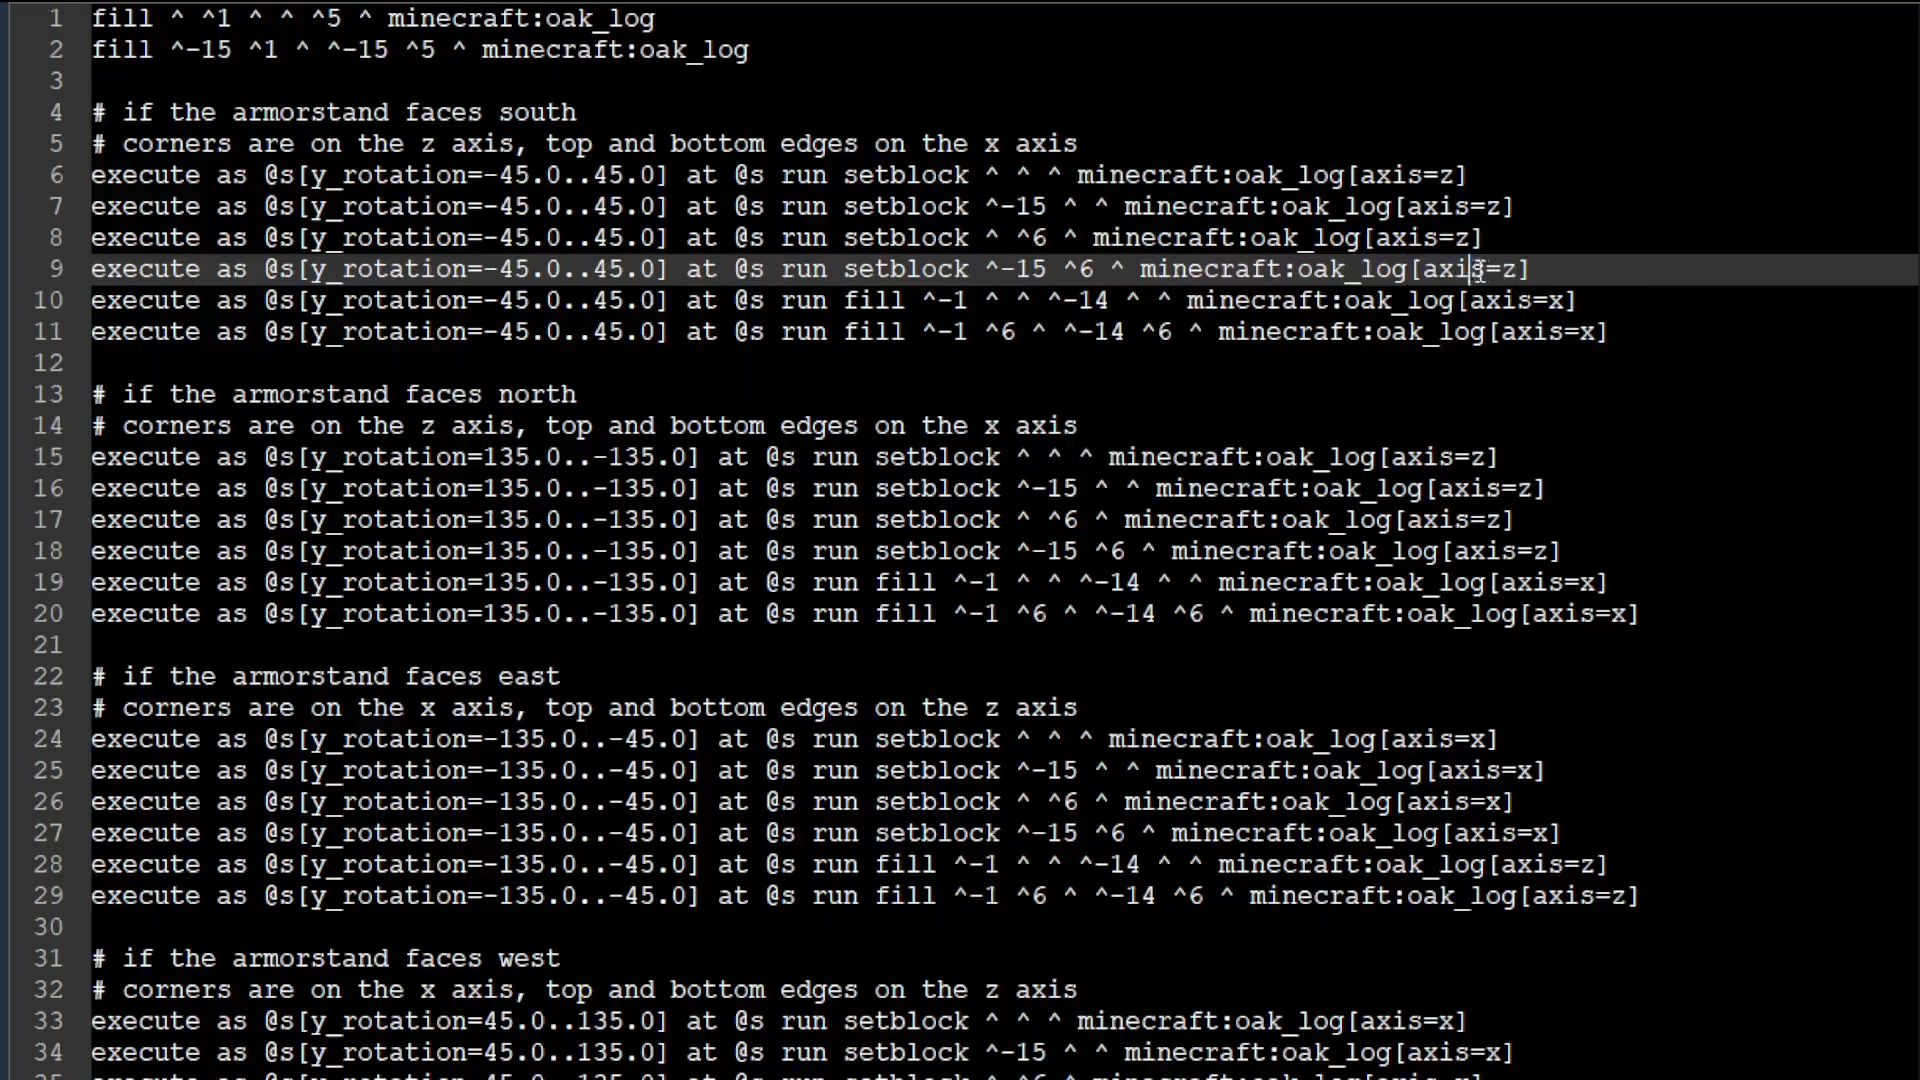 1 fill ^ ^1 ^ ^ ^5 ^ minecraft:oak_log
2 fill ^-15 ^1 ^ ^-15 ^5 ^ minecraft:oak_log
3
4 # if the armorstand faces south
5 # corners are on the z axis, top and bottom edges on the x axis
6 execute as @s[y_rotation=-45.0..45.0] at @s run setblock ^ ^ ^ minecraft:oak_log[axis=z]
7 execute as @s[y_rotation=-45.0..45.0] at @s run setblock ^-15 ^ ^ minecraft:oak_log[axis=z]
8 execute as @s[y_rotation=-45.0..45.0] at @s run setblock ^ ^6 ^ minecraft:oak_log[axis=z]
9 execute as @s[y_rotation=-45.0..45.0] at @s run setblock ^-15 ^6 ^ minecraft:oak_log[axis=z]
10 execute as @s[y_rotation=-45.0..45.0] at @s run fill ^-1 ^ ^ ^-14 ^ ^ minecraft:oak_log[axis=x]
11 execute as @s[y_rotation=-45.0..45.0] at @s run fill ^-1 ^6 ^ ^-14 ^6 ^ minecraft:oak_log[axis=x]
12
13 # if the armorstand faces north
14 # corners are on the z axis, top and bottom edges on the x axis
15 execute as @s[y_rotation=135.0..-135.0] at @s run setblock ^ ^ ^ minecraft:oak_log[axis=z]
16 execute as @s[y_rotation=135.0..-135.0] at @s run setblock ^-15 ^ ^ minecraft:oak_log[axis=z]
17 execute as @s[y_rotation=135.0..-135.0] at @s run setblock ^ ^6 ^ minecraft:oak_log[axis=z]
18 execute as @s[y_rotation=135.0..-135.0] at @s run setblock ^-15 ^6 ^ minecraft:oak_log[axis=z]
19 execute as @s[y_rotation=135.0..-135.0] at @s run fill ^-1 ^ ^ ^-14 ^ ^ minecraft:oak_log[axis=x]
20 execute as @s[y_rotation=135.0..-135.0] at @s run fill ^-1 ^6 ^ ^-14 ^6 ^ minecraft:oak_log[axis=x]
21
22 # if the armorstand faces east
23 # corners are on the x axis, top and bottom edges on the z axis
24 execute as @s[y_rotation=-135.0..-45.0] at @s run setblock ^ ^ ^ minecraft:oak_log[axis=x]
25 execute as @s[y_rotation=-135.0..-45.0] at @s run setblock ^-15 ^ ^ minecraft:oak_log[axis=x]
26 execute as @s[y_rotation=-135.0..-45.0] at @s run setblock ^ ^6 ^ minecraft:oak_log[axis=x]
27 execute as @s[y_rotation=-135.0..-45.0] at @s run setblock ^-15 ^6 ^ minecraft:oak_log[axis=x]
28 execute as @s[y_rotation=-135.0..-45.0] at @s run fill ^-1 ^ ^ ^-14 ^ ^ minecraft:oak_log[axis=z]
29 execute as @s[y_rotation=-135.0..-45.0] at @s run fill ^-1 ^6 ^ ^-14 ^6 ^ minecraft:oak_log[axis=z]
30
31 # if the armorstand faces west
32 # corners are on the x axis, top and bottom edges on the z axis
33 execute as @s[y_rotation=45.0..135.0] at @s run setblock ^ ^ ^ minecraft:oak_log[axis=x]
34 execute as @s[y_rotation=45.0..135.0] at @s run setblock ^-15 ^ ^ minecraft:oak_log[axis=x]